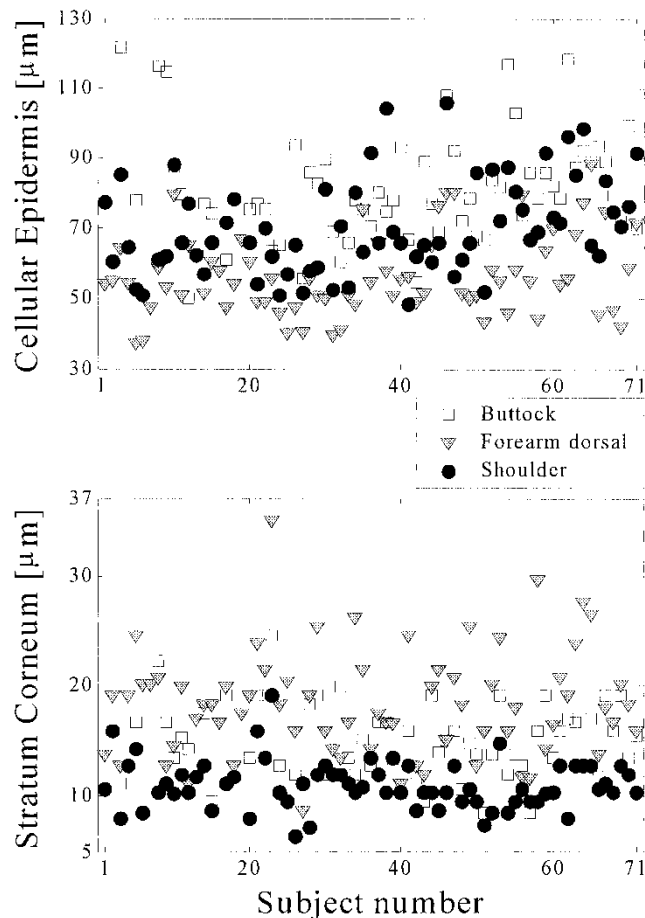 Cellular Epidermis [μm]
130
110
90
70
50
30
1 20 40 60 71
Buttock
Forearm dorsal
Shoulder
Stratum Corneum [μm]
37
30
20
10
5
1 20 40 60 71
Subject number